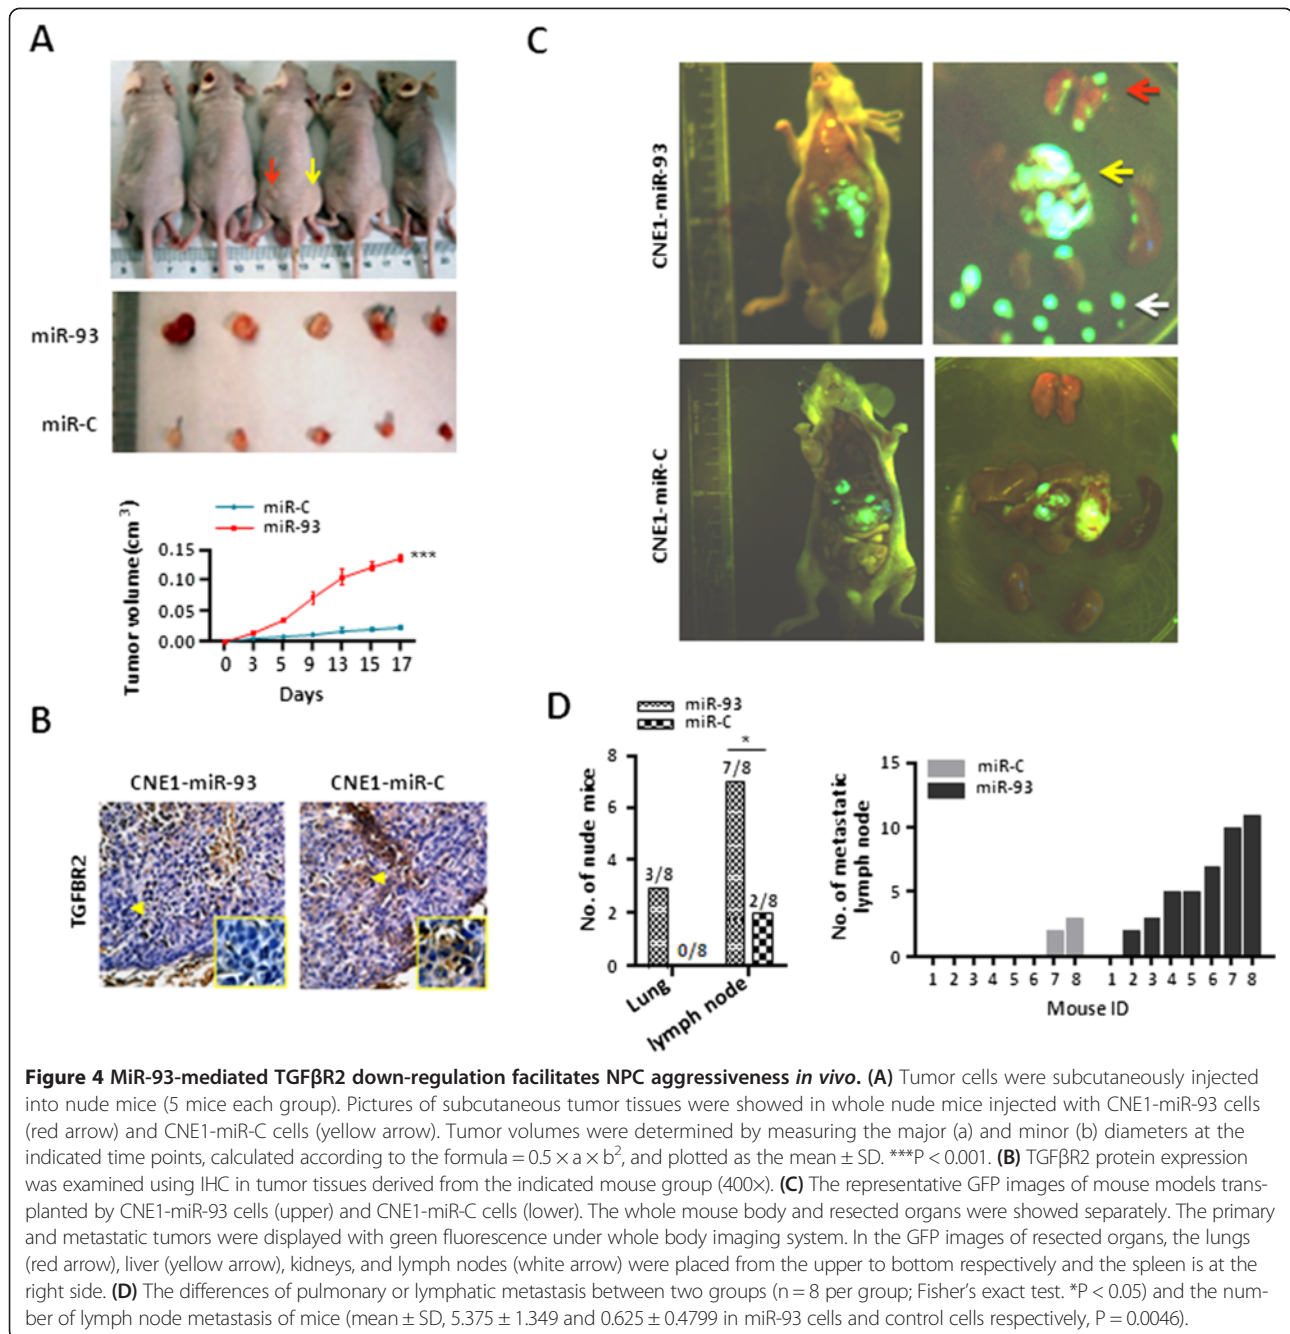 A
miR-93
miR-C
miR-C
miR-93
Tumor volume(cm³)
0.15
0.10
0.05
0.00
***
0 3 5 9 13 15 17
Days
B
CNE1-miR-93
CNE1-miR-C
TGFBR2
C
CNE1-miR-93
CNE1-miR-C
D
miR-93
miR-C
No. of nude mice
8
6
4
2
0
3/8
0/8
7/8
*
2/8
Lung
lymph node
miR-C
miR-93
No. of metastatic
lymph node
15
10
5
0
1 2 3 4 5 6 7 8 1 2 3 4 5 6 7 8
Mouse ID
Figure 4 MiR-93-mediated TGFβR2 down-regulation facilitates NPC aggressiveness in vivo. (A) Tumor cells were subcutaneously injected
into nude mice (5 mice each group). Pictures of subcutaneous tumor tissues were showed in whole nude mice injected with CNE1-miR-93 cells
(red arrow) and CNE1-miR-C cells (yellow arrow). Tumor volumes were determined by measuring the major (a) and minor (b) diameters at the
indicated time points, calculated according to the formula = 0.5 × a × b², and plotted as the mean ± SD. ***P < 0.001. (B) TGFβR2 protein expression
was examined using IHC in tumor tissues derived from the indicated mouse group (400×). (C) The representative GFP images of mouse models trans-
planted by CNE1-miR-93 cells (upper) and CNE1-miR-C cells (lower). The whole mouse body and resected organs were showed separately. The primary
and metastatic tumors were displayed with green fluorescence under whole body imaging system. In the GFP images of resected organs, the lungs
(red arrow), liver (yellow arrow), kidneys, and lymph nodes (white arrow) were placed from the upper to bottom respectively and the spleen is at the
right side. (D) The differences of pulmonary or lymphatic metastasis between two groups (n = 8 per group; Fisher's exact test. *P < 0.05) and the num-
ber of lymph node metastasis of mice (mean ± SD, 5.375 ± 1.349 and 0.625 ± 0.4799 in miR-93 cells and control cells respectively, P = 0.0046).